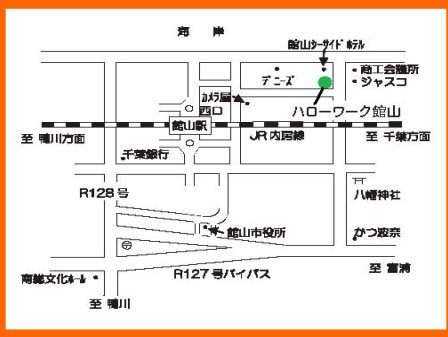 海　岸
館山シーサイドホテル
デニーズ
・商工会議所
・ジャスコ
カメラ屋
西口
ハローワーク館山
館山駅
至 鴨川方面
JR内房線
至 千葉方面
千葉銀行
R128号
八幡神社
館山市役所
かつ波奈
南総文化ホール
R127号バイパス
至 富浦
至 鴨川